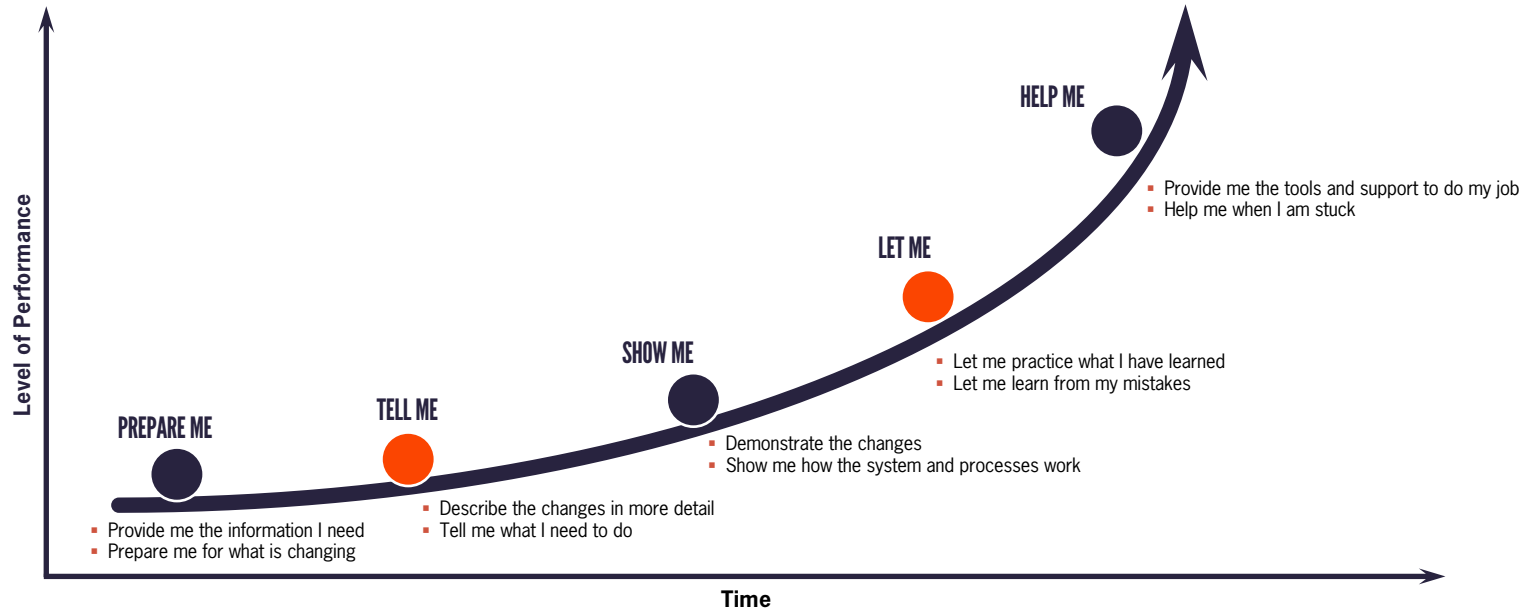 HELP ME
▪ Provide me the tools and support to do my job
▪ Help me when I am stuck
LET ME
▪ Let me practice what I have learned
▪ Let me learn from my mistakes
SHOW ME
▪ Demonstrate the changes
▪ Show me how the system and processes work
TELL ME
▪ Describe the changes in more detail
▪ Tell me what I need to do
PREPARE ME
▪ Provide me the information I need
▪ Prepare me for what is changing
Level of Performance
Time